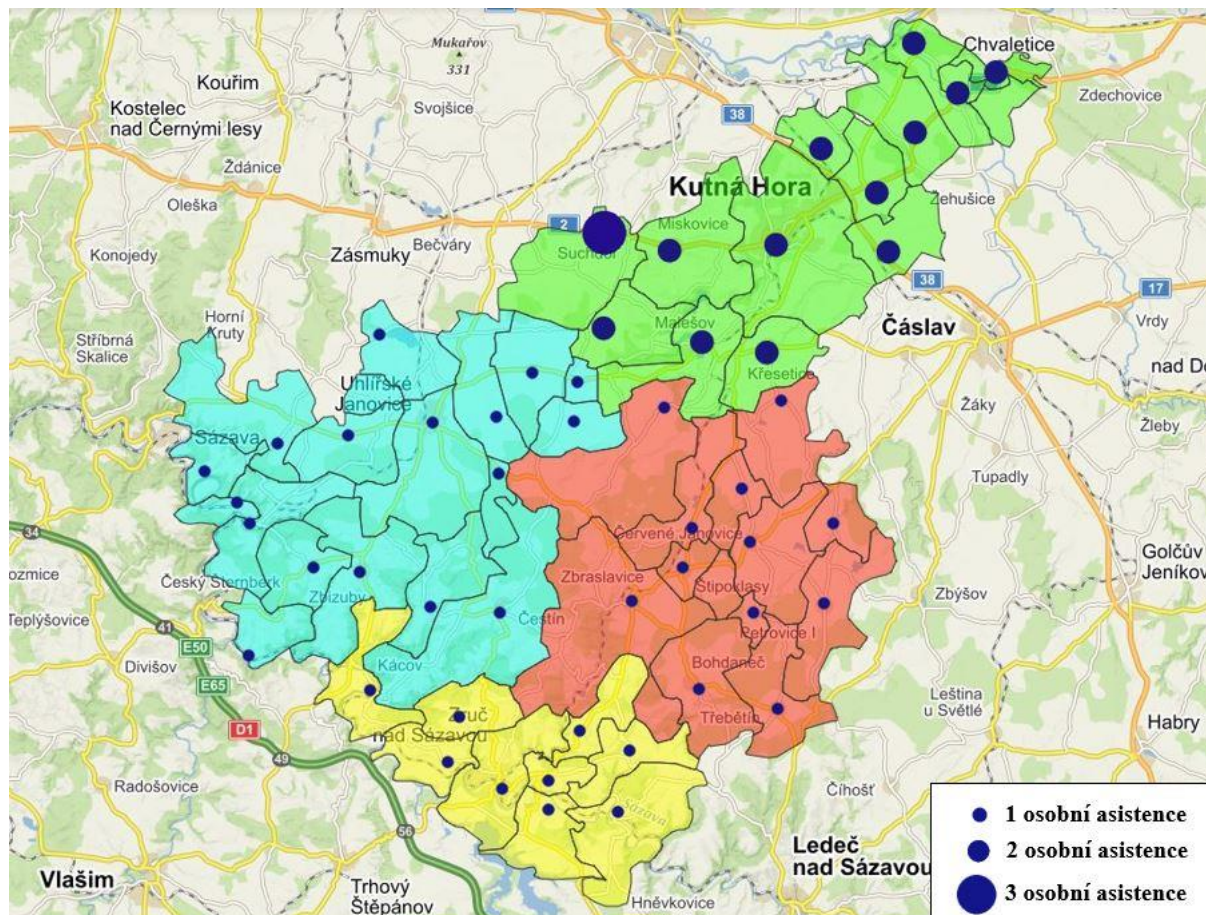 Mukařov
331
Chvaletice
Kouřim
Kostelec
nad Černými lesy
Svojšice
Zdechovice
38
Ždánice
Kutná Hora
Oleška
2
Miskovice
Žehušice
Bečváry
Suchdol
Konojedy
Zásmuky
38
17
Horní
Kruty
Malešov
Čáslav
Vrdy
Stříbrná
Skalice
Uhlířské
Janovice
Křesetice
nad Do
Žáky
Žleby
Sázava
Tupadly
34
Červené Janovice
Golčův
Jeníkov
ozmice
Český Šternberk
Zbraslavice
Štipoklasy
Zbizuby
Zbýšov
Teplýšovice
41
Čestín
Petrovice I
E50
Divišov
Kácov
Bohdaneč
E65
Leština
u Světlé
Zruč
nad Sázavou
Třebětín
Habry
D1
49
Radošovice
Číhošť
Sázava
56
Ledeč
nad Sázavou
Vlašim
Trhový
Štěpánov
Hněvkovice
1 osobní asistence
2 osobní asistence
3 osobní asistence